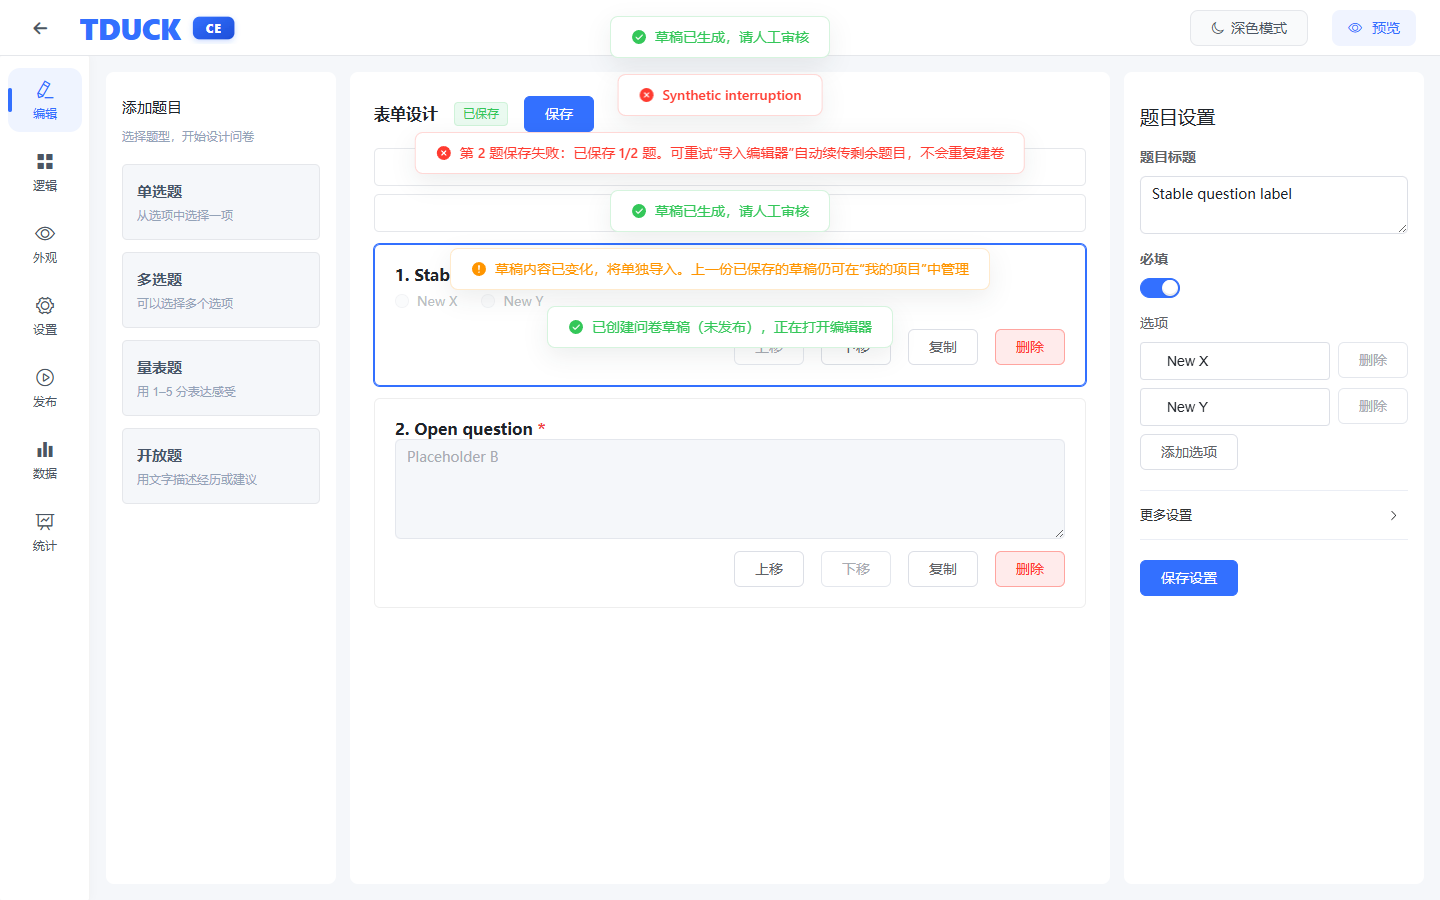 TDUCK CE
深色模式
预览
草稿已生成，请人工审核
Synthetic interruption
第 2 题保存失败：已保存 1/2 题。可重试“导入编辑器”自动续传剩余题目，不会重复建卷
草稿已生成，请人工审核
草稿内容已变化，将单独导入。上一份已保存的草稿仍可在“我的项目”中管理
已创建问卷草稿（未发布），正在打开编辑器
编辑
逻辑
外观
设置
发布
数据
统计
添加题目
选择题型，开始设计问卷
单选题
从选项中选择一项
多选题
可以选择多个选项
量表题
用 1–5 分表达感受
开放题
用文字描述经历或建议
表单设计 已保存 保存
1. Stab
New X New Y
上移 下移 复制 删除
2. Open question *
Placeholder B
上移 下移 复制 删除
题目设置
题目标题
Stable question label
必填
选项
New X 删除
New Y 删除
添加选项
更多设置
保存设置